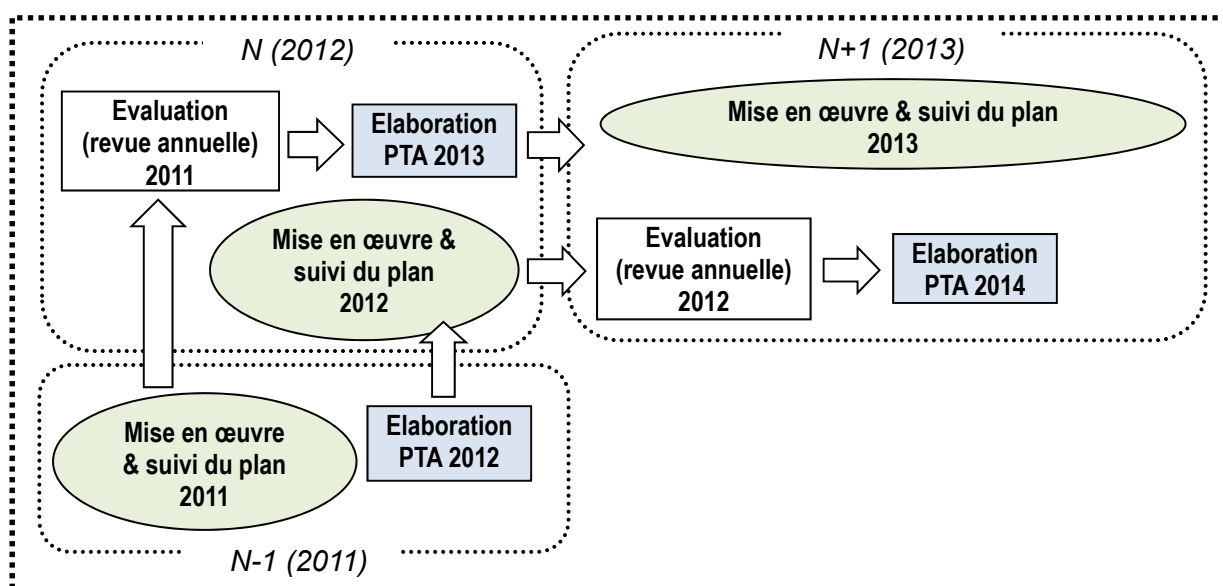 N (2012)
Evaluation
(revue annuelle)
2011
Elaboration
PTA 2013
Mise en œuvre &
suivi du plan
2012
N+1 (2013)
Mise en œuvre & suivi du plan
2013
Evaluation
(revue annuelle)
2012
Elaboration
PTA 2014
Mise en œuvre
& suivi du plan
2011
Elaboration
PTA 2012
N-1 (2011)